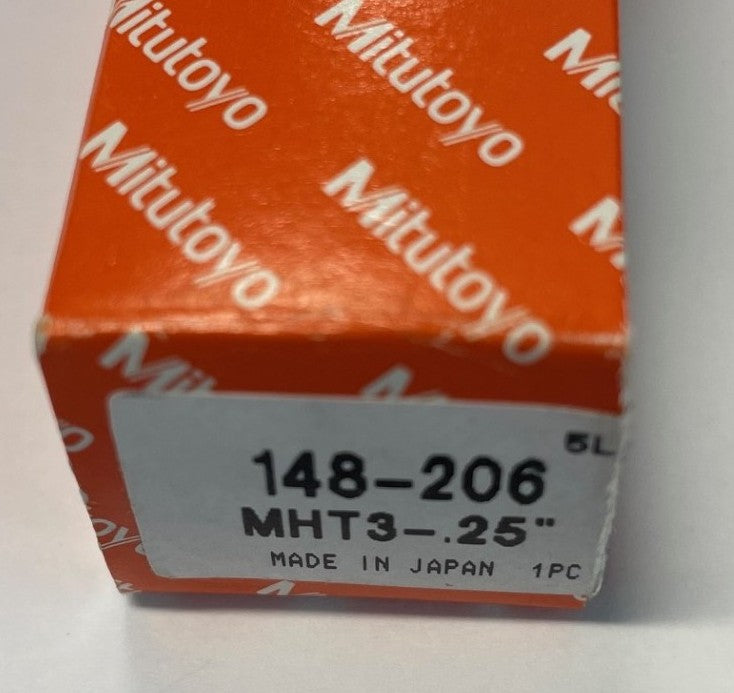 Mitutoyo
Mitutoyo
Mitutoyo
Mitutoyo
5L
148-206
MHT3-.25"
MADE IN JAPAN 1PC